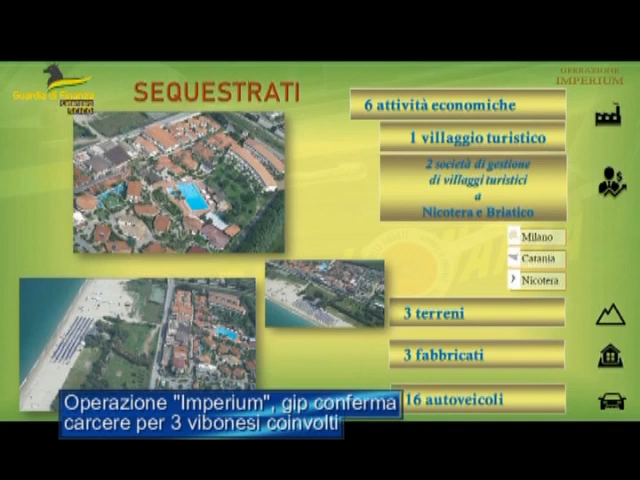 Guardia di Finanza
Catanzaro
SCICO
SEQUESTRATI
OPERAZIONE
IMPERIUM
6 attività economiche
1 villaggio turistico
2 società di gestione
di villaggi turistici
a
Nicotera e Briatico
Milano
Catania
Nicotera
3 terreni
3 fabbricati
16 autoveicoli
Operazione "Imperium", gip conferma
carcere per 3 vibonesi coinvolti